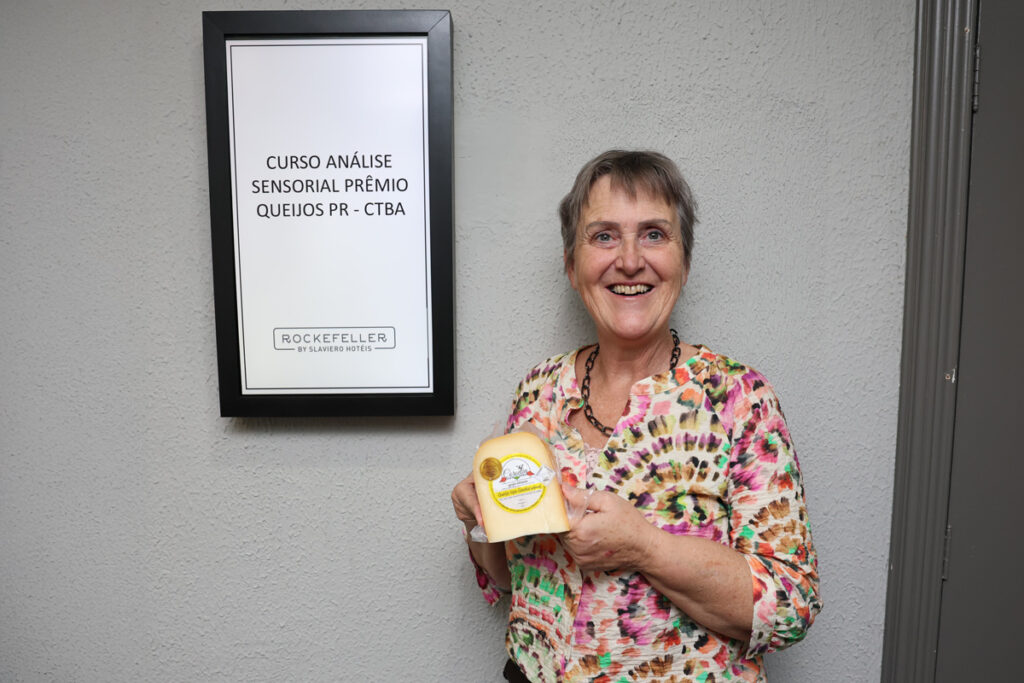 CURSO ANÁLISE
SENSORIAL PRÊMIO
QUEIJOS PR - CTBA
ROCKEFELLER
BY SLAVIERO HOTÉIS